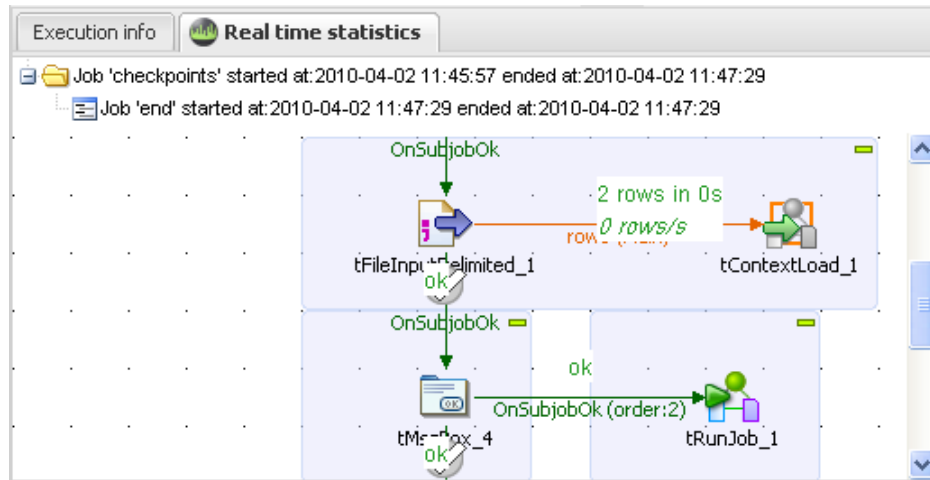 Execution info
Real time statistics
Job 'checkpoints' started at:2010-04-02 11:45:57 ended at:2010-04-02 11:47:29
Job 'end' started at:2010-04-02 11:47:29 ended at:2010-04-02 11:47:29
OnSubjobOk
2 rows in 0s
0 rows/s
tFileInputDelimited_1
tContextLoad_1
ok
OnSubjobOk
ok
OnSubjobOk (order:2)
tMsgBox_4
tRunJob_1
ok